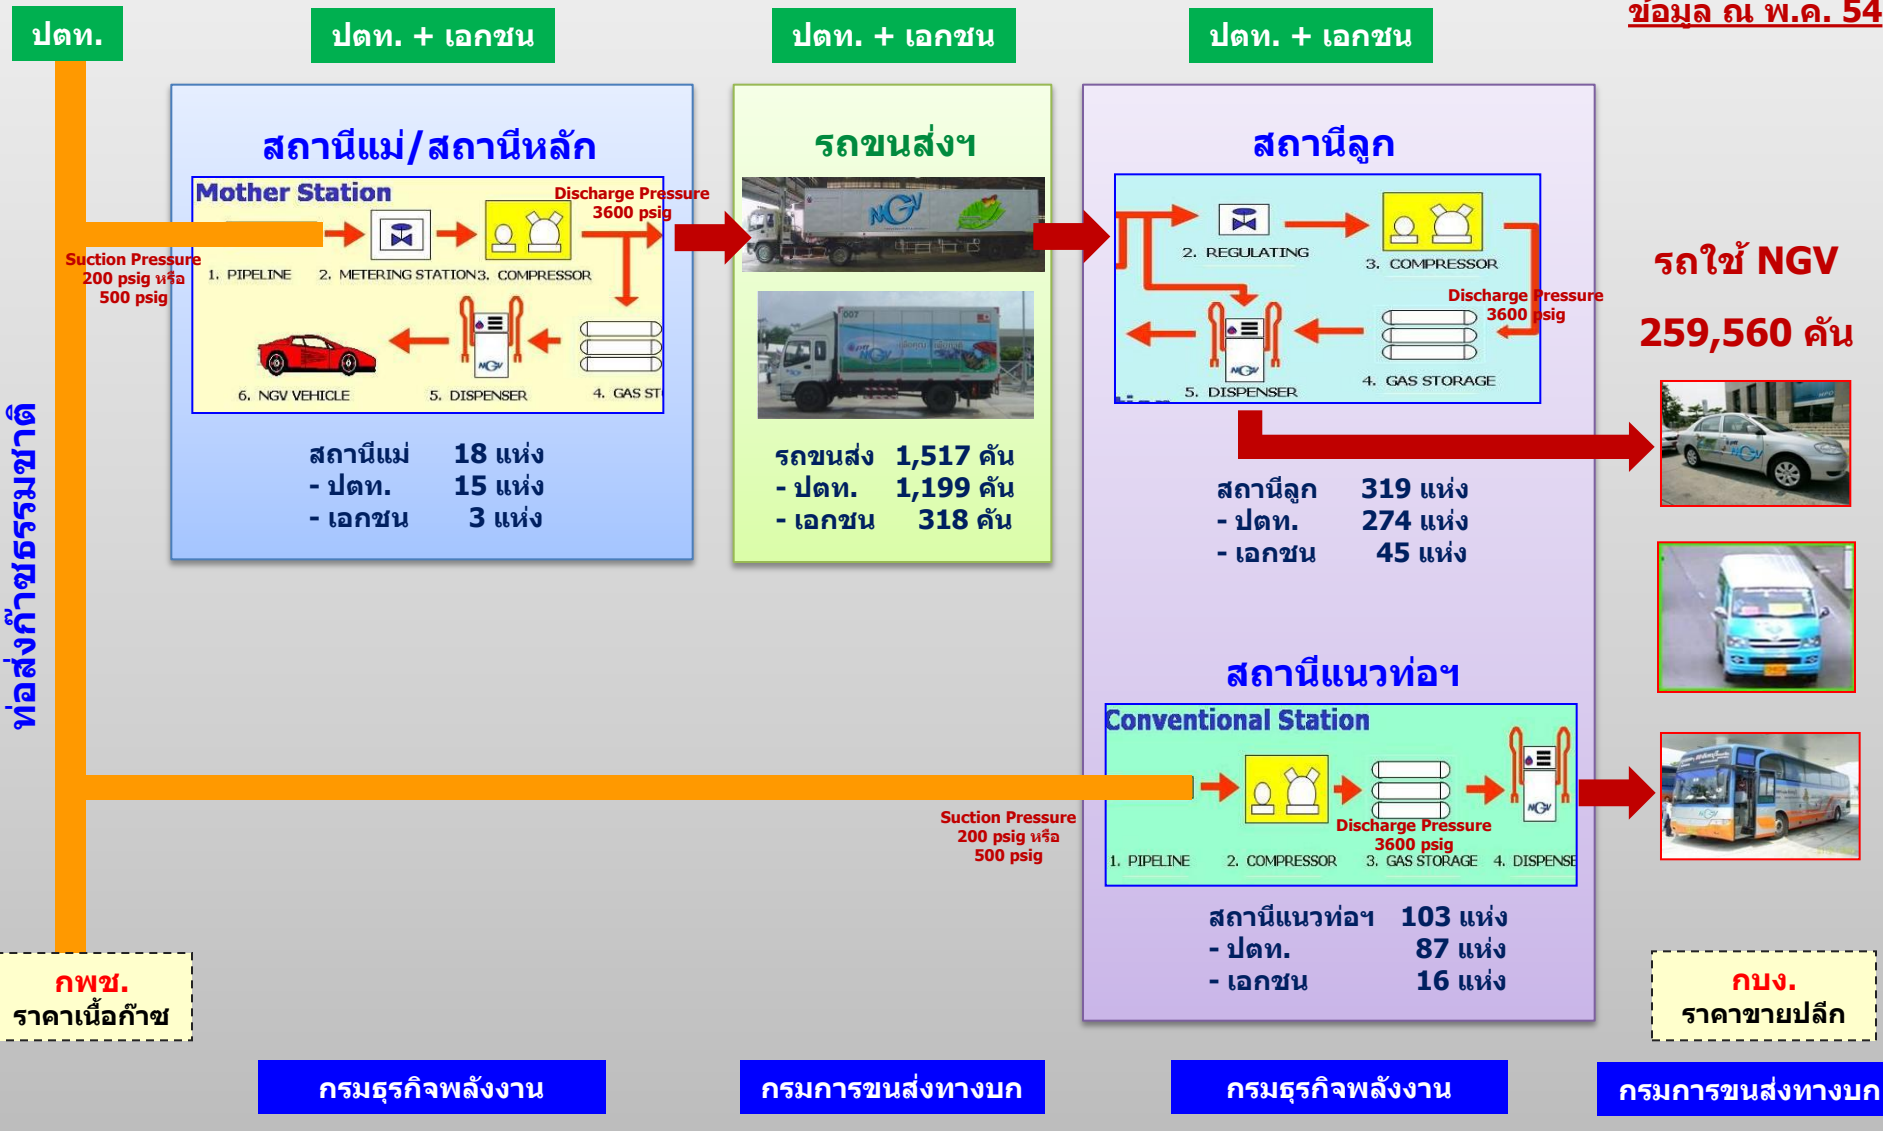 ข้อมูล ณ พ.ค. 54
ปตท.
ปตท. + เอกชน
ปตท. + เอกชน
ปตท. + เอกชน
ท่อส่งก๊าซธรรมชาติ
สถานีแม่/สถานีหลัก
Mother Station
Discharge Pressure
3600 psig
Suction Pressure
200 psig หรือ
500 psig
1. PIPELINE
2. METERING STATION
3. COMPRESSOR
6. NGV VEHICLE
5. DISPENSER
4. GAS ST
NGV
สถานีแม่ 18 แห่ง
- ปตท. 15 แห่ง
- เอกชน 3 แห่ง
รถขนส่งฯ
NGV
007
NGV
รถขนส่ง 1,517 คัน
- ปตท. 1,199 คัน
- เอกชน 318 คัน
สถานีลูก
2. REGULATING
3. COMPRESSOR
Discharge Pressure
3600 psig
NGV
5. DISPENSER
4. GAS STORAGE
สถานีลูก 319 แห่ง
- ปตท. 274 แห่ง
- เอกชน 45 แห่ง
สถานีแนวท่อฯ
Conventional Station
Suction Pressure
200 psig หรือ
500 psig
NGV
Discharge Pressure
3600 psig
1. PIPELINE
2. COMPRESSOR
3. GAS STORAGE
4. DISPENSE
สถานีแนวท่อฯ 103 แห่ง
- ปตท. 87 แห่ง
- เอกชน 16 แห่ง
รถใช้ NGV
259,560 คัน
NGV
กพช.
ราคาเนื้อก๊าซ
กบง.
ราคาขายปลีก
กรมธุรกิจพลังงาน
กรมการขนส่งทางบก
กรมธุรกิจพลังงาน
กรมการขนส่งทางบก